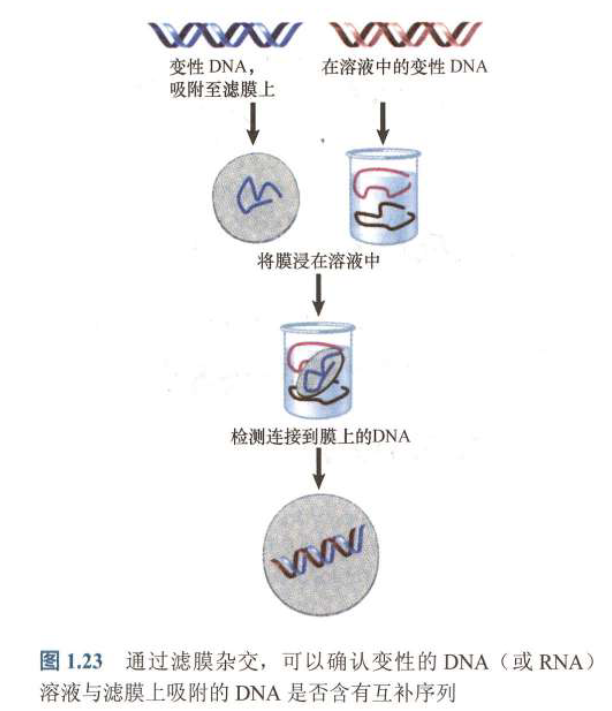 变性 DNA，
吸附至滤膜上
在溶液中的变性 DNA
将膜浸在溶液中
检测连接到膜上的DNA
图 1.23 通过滤膜杂交，可以确认变性的 DNA（或 RNA）
溶液与滤膜上吸附的 DNA 是否含有互补序列